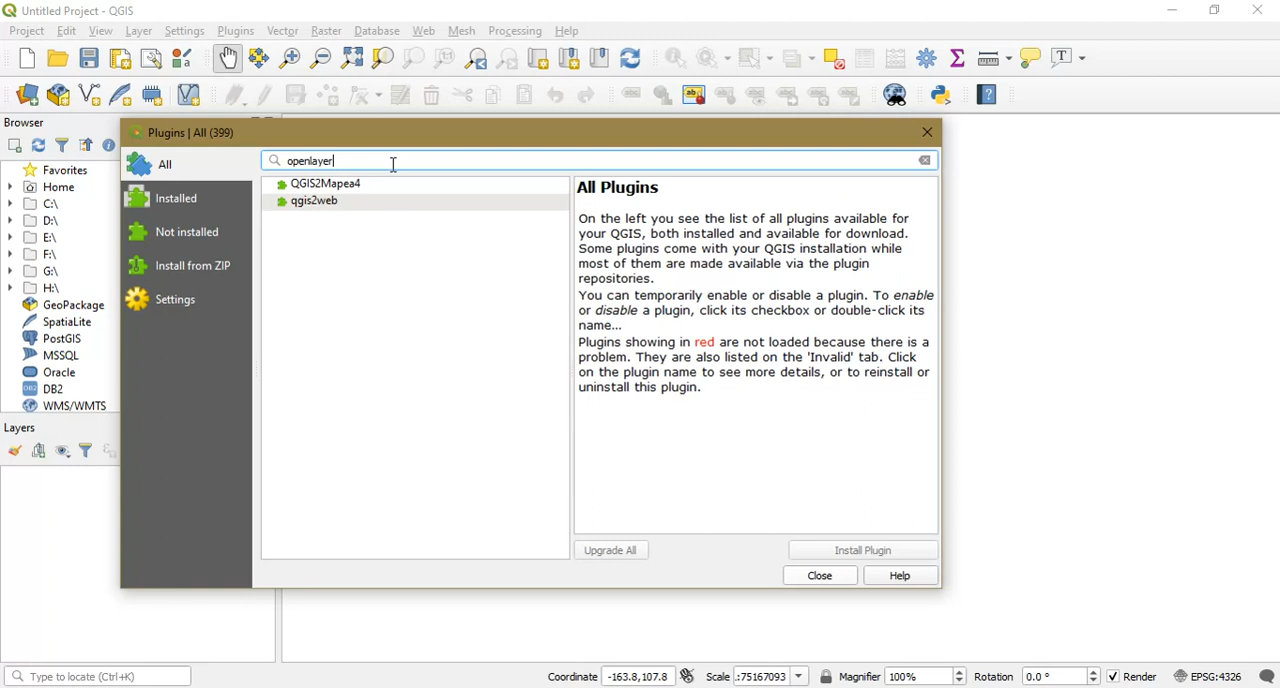 Untitled Project - QGIS
Project Edit View Layer Settings Plugins Vector Raster Database Web Mesh Processing Help
Browser
Favorites
Home
C:\
D:\
E:\
F:\
G:\
H:\
GeoPackage
SpatiaLite
PostGIS
MSSQL
Oracle
DB2
WMS/WMTS
Layers
Plugins | All (399)
All
Installed
Not installed
Install from ZIP
Settings
openlayer
QGIS2Mapea4
qgis2web
All Plugins
On the left you see the list of all plugins available for
your QGIS, both installed and available for download.
Some plugins come with your QGIS installation while
most of them are made available via the plugin
repositories.
You can temporarily enable or disable a plugin. To enable
or disable a plugin, click its checkbox or double-click its
name...
Plugins showing in red are not loaded because there is a
problem. They are also listed on the 'Invalid' tab. Click
on the plugin name to see more details, or to reinstall or
uninstall this plugin.
Upgrade All Install Plugin
Close Help
Type to locate (Ctrl+K) Coordinate -163.8,107.8 Scale :75167093 Magnifier 100% Rotation 0.0 ° Render EPSG:4326